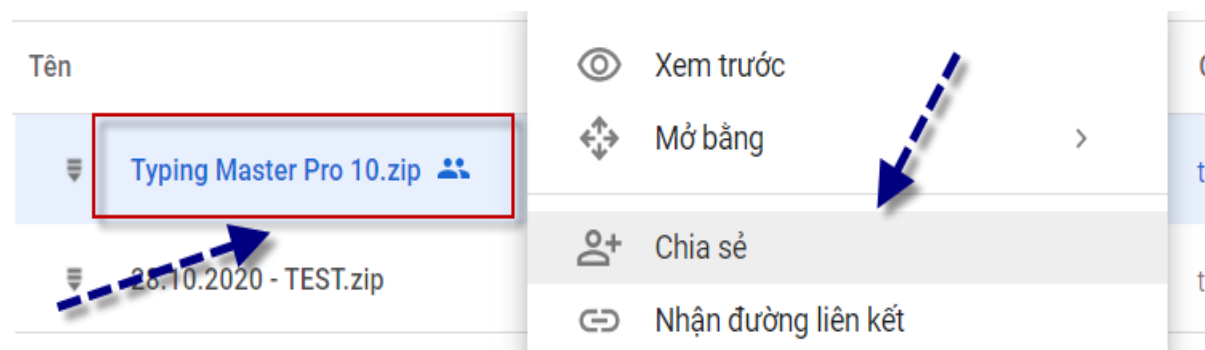 Tên
Typing Master Pro 10.zip
28.10.2020 - TEST.zip
Xem trước
Mở bằng
Chia sẻ
Nhận đường liên kết